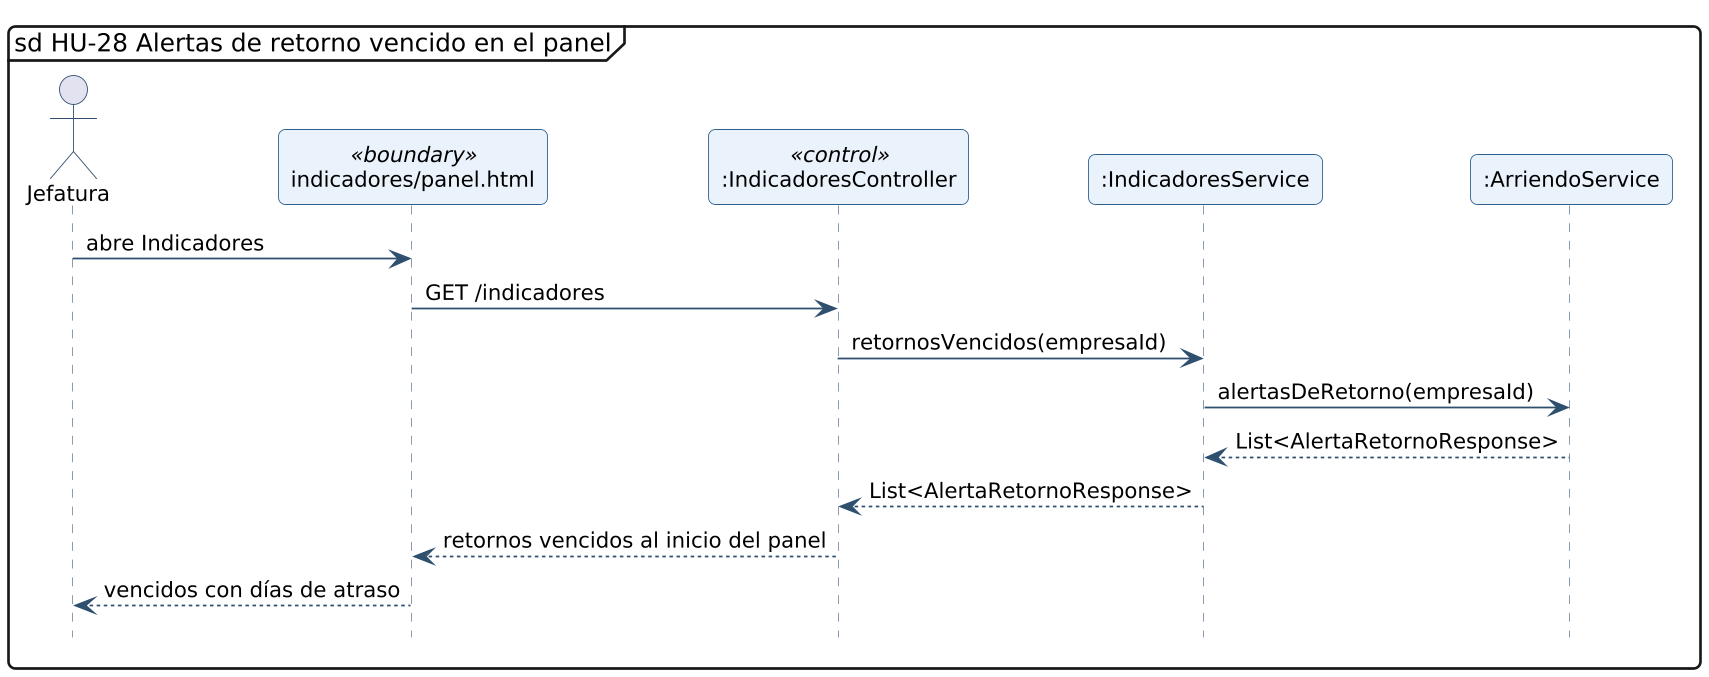 sd HU-28 Alertas de retorno vencido en el panel
Jefatura
«boundary»
indicadores/panel.html
«control»
:IndicadoresController
:IndicadoresService
:ArriendoService
abre Indicadores
GET /indicadores
retornosVencidos(empresaId)
alertasDeRetorno(empresaId)
List<AlertaRetornoResponse>
List<AlertaRetornoResponse>
retornos vencidos al inicio del panel
vencidos con días de atraso